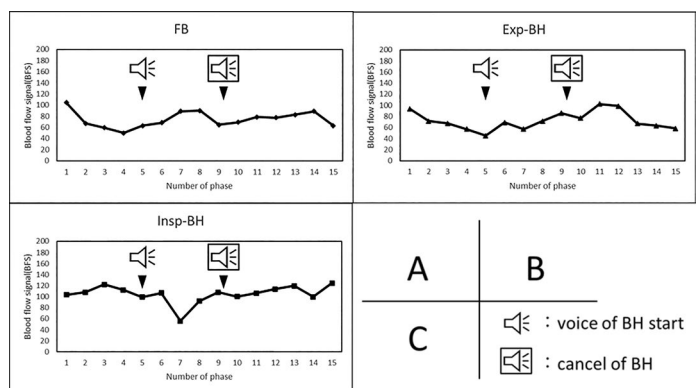 FB
Blood flow signal(BFS)
200
180
160
140
120
100
80
60
40
20
0
1 2 3 4 5 6 7 8 9 10 11 12 13 14 15
Number of phase
Exp-BH
Blood flow signal(BFS)
200
180
160
140
120
100
80
60
40
20
0
1 2 3 4 5 6 7 8 9 10 11 12 13 14 15
Number of phase
Insp-BH
Blood flow signal(BFS)
200
180
160
140
120
100
80
60
40
20
0
1 2 3 4 5 6 7 8 9 10 11 12 13 14 15
Number of phase
A B
C
: voice of BH start
: cancel of BH